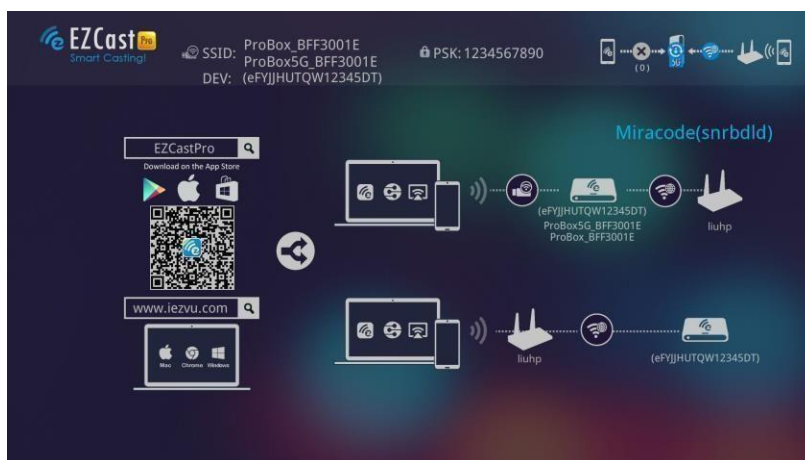 EZCast Pro
Smart Casting!
SSID: ProBox_BFF3001E
ProBox5G_BFF3001E
DEV: (eFYJJHUTQW12345DT)
PSK: 1234567890
(0)
5G
Miracode(snrbdld)
EZCastPro
Download on the App Store
www.iezvu.com
Mac Chrome Windows
(eFYJJHUTQW12345DT)
ProBox5G_BFF3001E
ProBox_BFF3001E
liuhp
liuhp
(eFYJJHUTQW12345DT)